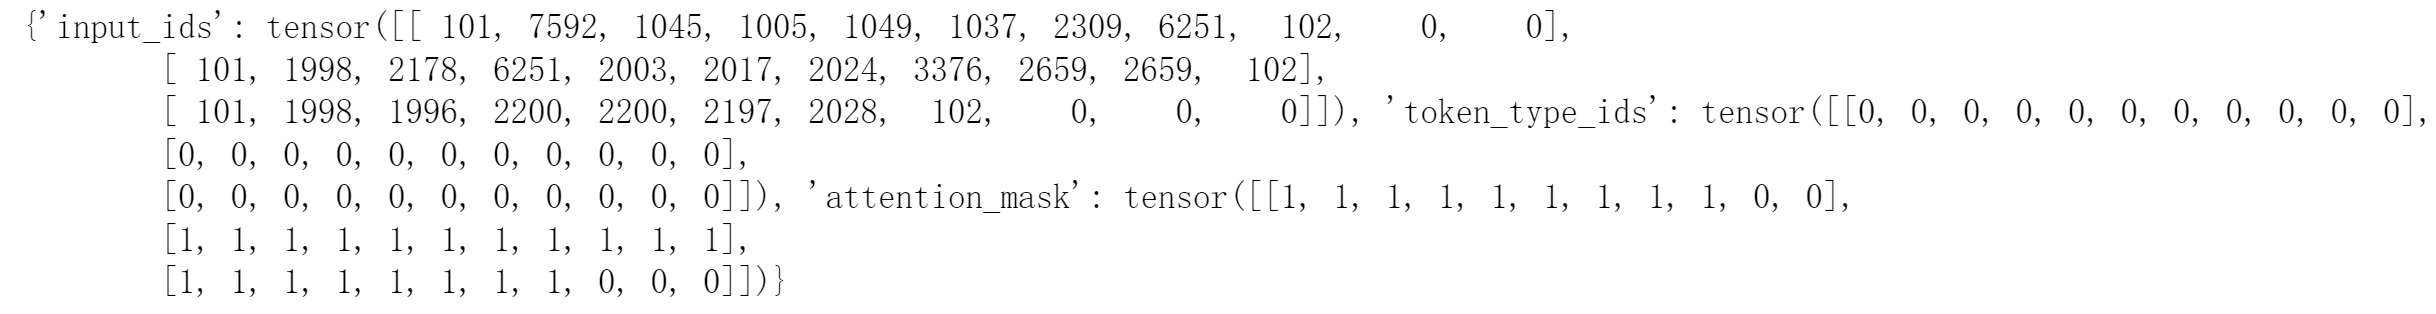 {'input_ids': tensor([[ 101, 7592, 1045, 1005, 1049, 1037, 2309, 6251,  102,    0,    0],
        [ 101, 1998, 2178, 6251, 2003, 2017, 2024, 3376, 2659, 2659,  102],
        [ 101, 1998, 1996, 2200, 2200, 2197, 2028,  102,    0,    0,    0]]), 'token_type_ids': tensor([[0, 0, 0, 0, 0, 0, 0, 0, 0, 0, 0],
        [0, 0, 0, 0, 0, 0, 0, 0, 0, 0, 0],
        [0, 0, 0, 0, 0, 0, 0, 0, 0, 0, 0]]), 'attention_mask': tensor([[1, 1, 1, 1, 1, 1, 1, 1, 1, 0, 0],
        [1, 1, 1, 1, 1, 1, 1, 1, 1, 1, 1],
        [1, 1, 1, 1, 1, 1, 1, 1, 0, 0, 0]])}